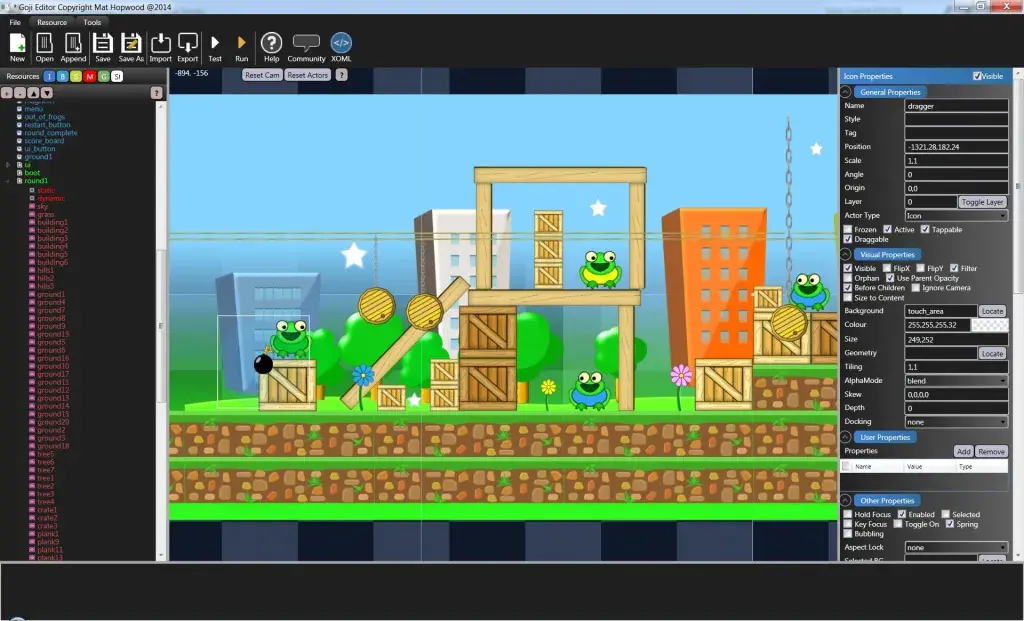 *Goji Editor Copyright Mat Hopwood @2014
File Resource Tools
New Open Append Save Save As Import Export Test Run Help Community XOML
Resources I B S M G St
-894, -156
Reset Cam Reset Actors ?
+ - ▲ ▼ ?
menu
out_of_frogs
restart_button
round_complete
score_board
ui_button
ground1
ui
boot
round1
static
dynamic
sky
grass
building1
building2
building3
building4
building5
building6
hills1
hills2
hills3
ground1
ground4
ground7
ground8
ground9
ground13
ground5
ground6
ground16
ground10
ground17
ground11
ground12
ground13
ground14
ground15
ground20
ground2
ground3
ground18
tree5
tree6
tree7
tree1
tree2
tree3
tree4
crate1
crate2
crate3
plank1
plank9
plank11
plank13
Icon Properties Visible
General Properties
Name dragger
Style
Tag
Position -1321.28,182.24
Scale 1,1
Angle 0
Origin 0,0
Layer 0 Toggle Layer
Actor Type Icon
Frozen Active Tappable
Draggable
Visual Properties
Visible FlipX FlipY Filter
Orphan Use Parent Opacity
Before Children Ignore Camera
Size to Content
Background touch_area Locate
Colour 255,255,255,32
Size 249,252
Geometry Locate
Tiling 1,1
AlphaMode blend
Skew 0,0,0,0
Depth 0
Docking none
User Properties
Properties Add Remove
Name Value Type
Other Properties
Hold Focus Enabled Selected
Key Focus Toggle On Spring
Bubbling
Aspect Lock none